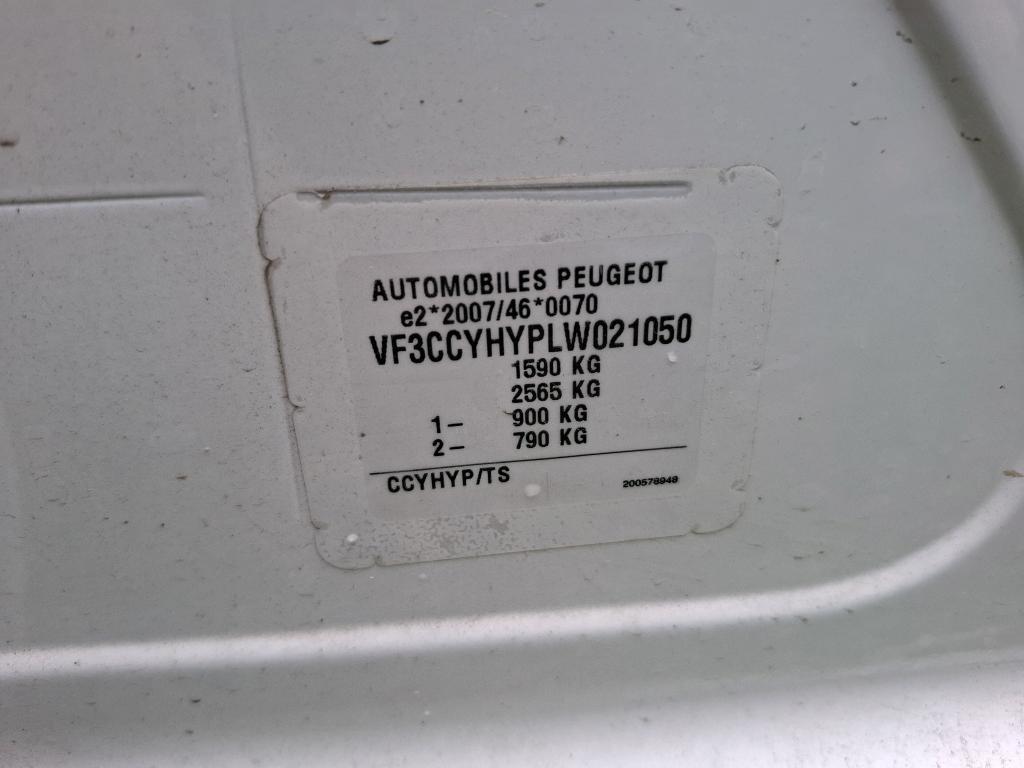 AUTOMOBILES PEUGEOT
e2*2007/46*0070
VF3CCYHYPLW021050
1590 KG
2565 KG
1– 900 KG
2– 790 KG
CCYHYP/TS 200578948